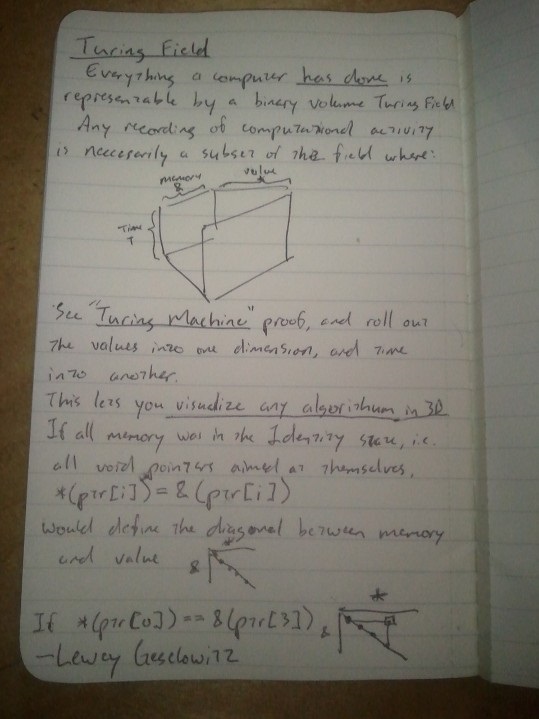 Turing Field
Everything a computer has done is
representable by a binary volume Turing Field
Any recording of computational activity
is neccesarily a subset of this field where:
memory
&
value
*
Time
T
See "Turing Machine" proof, and roll out
the values into one dimension, and time
into another.
This lets you visualize any algorithum in 3D
If all memory was in the Identity state, i.e.
all void pointers aimed at themselves,
*(ptr[i]) = &(ptr[i])
would define the diagonal between memory
and value
*
&
If *(ptr[0]) == &(ptr[3])
*
&
—Lewey Geselowitz